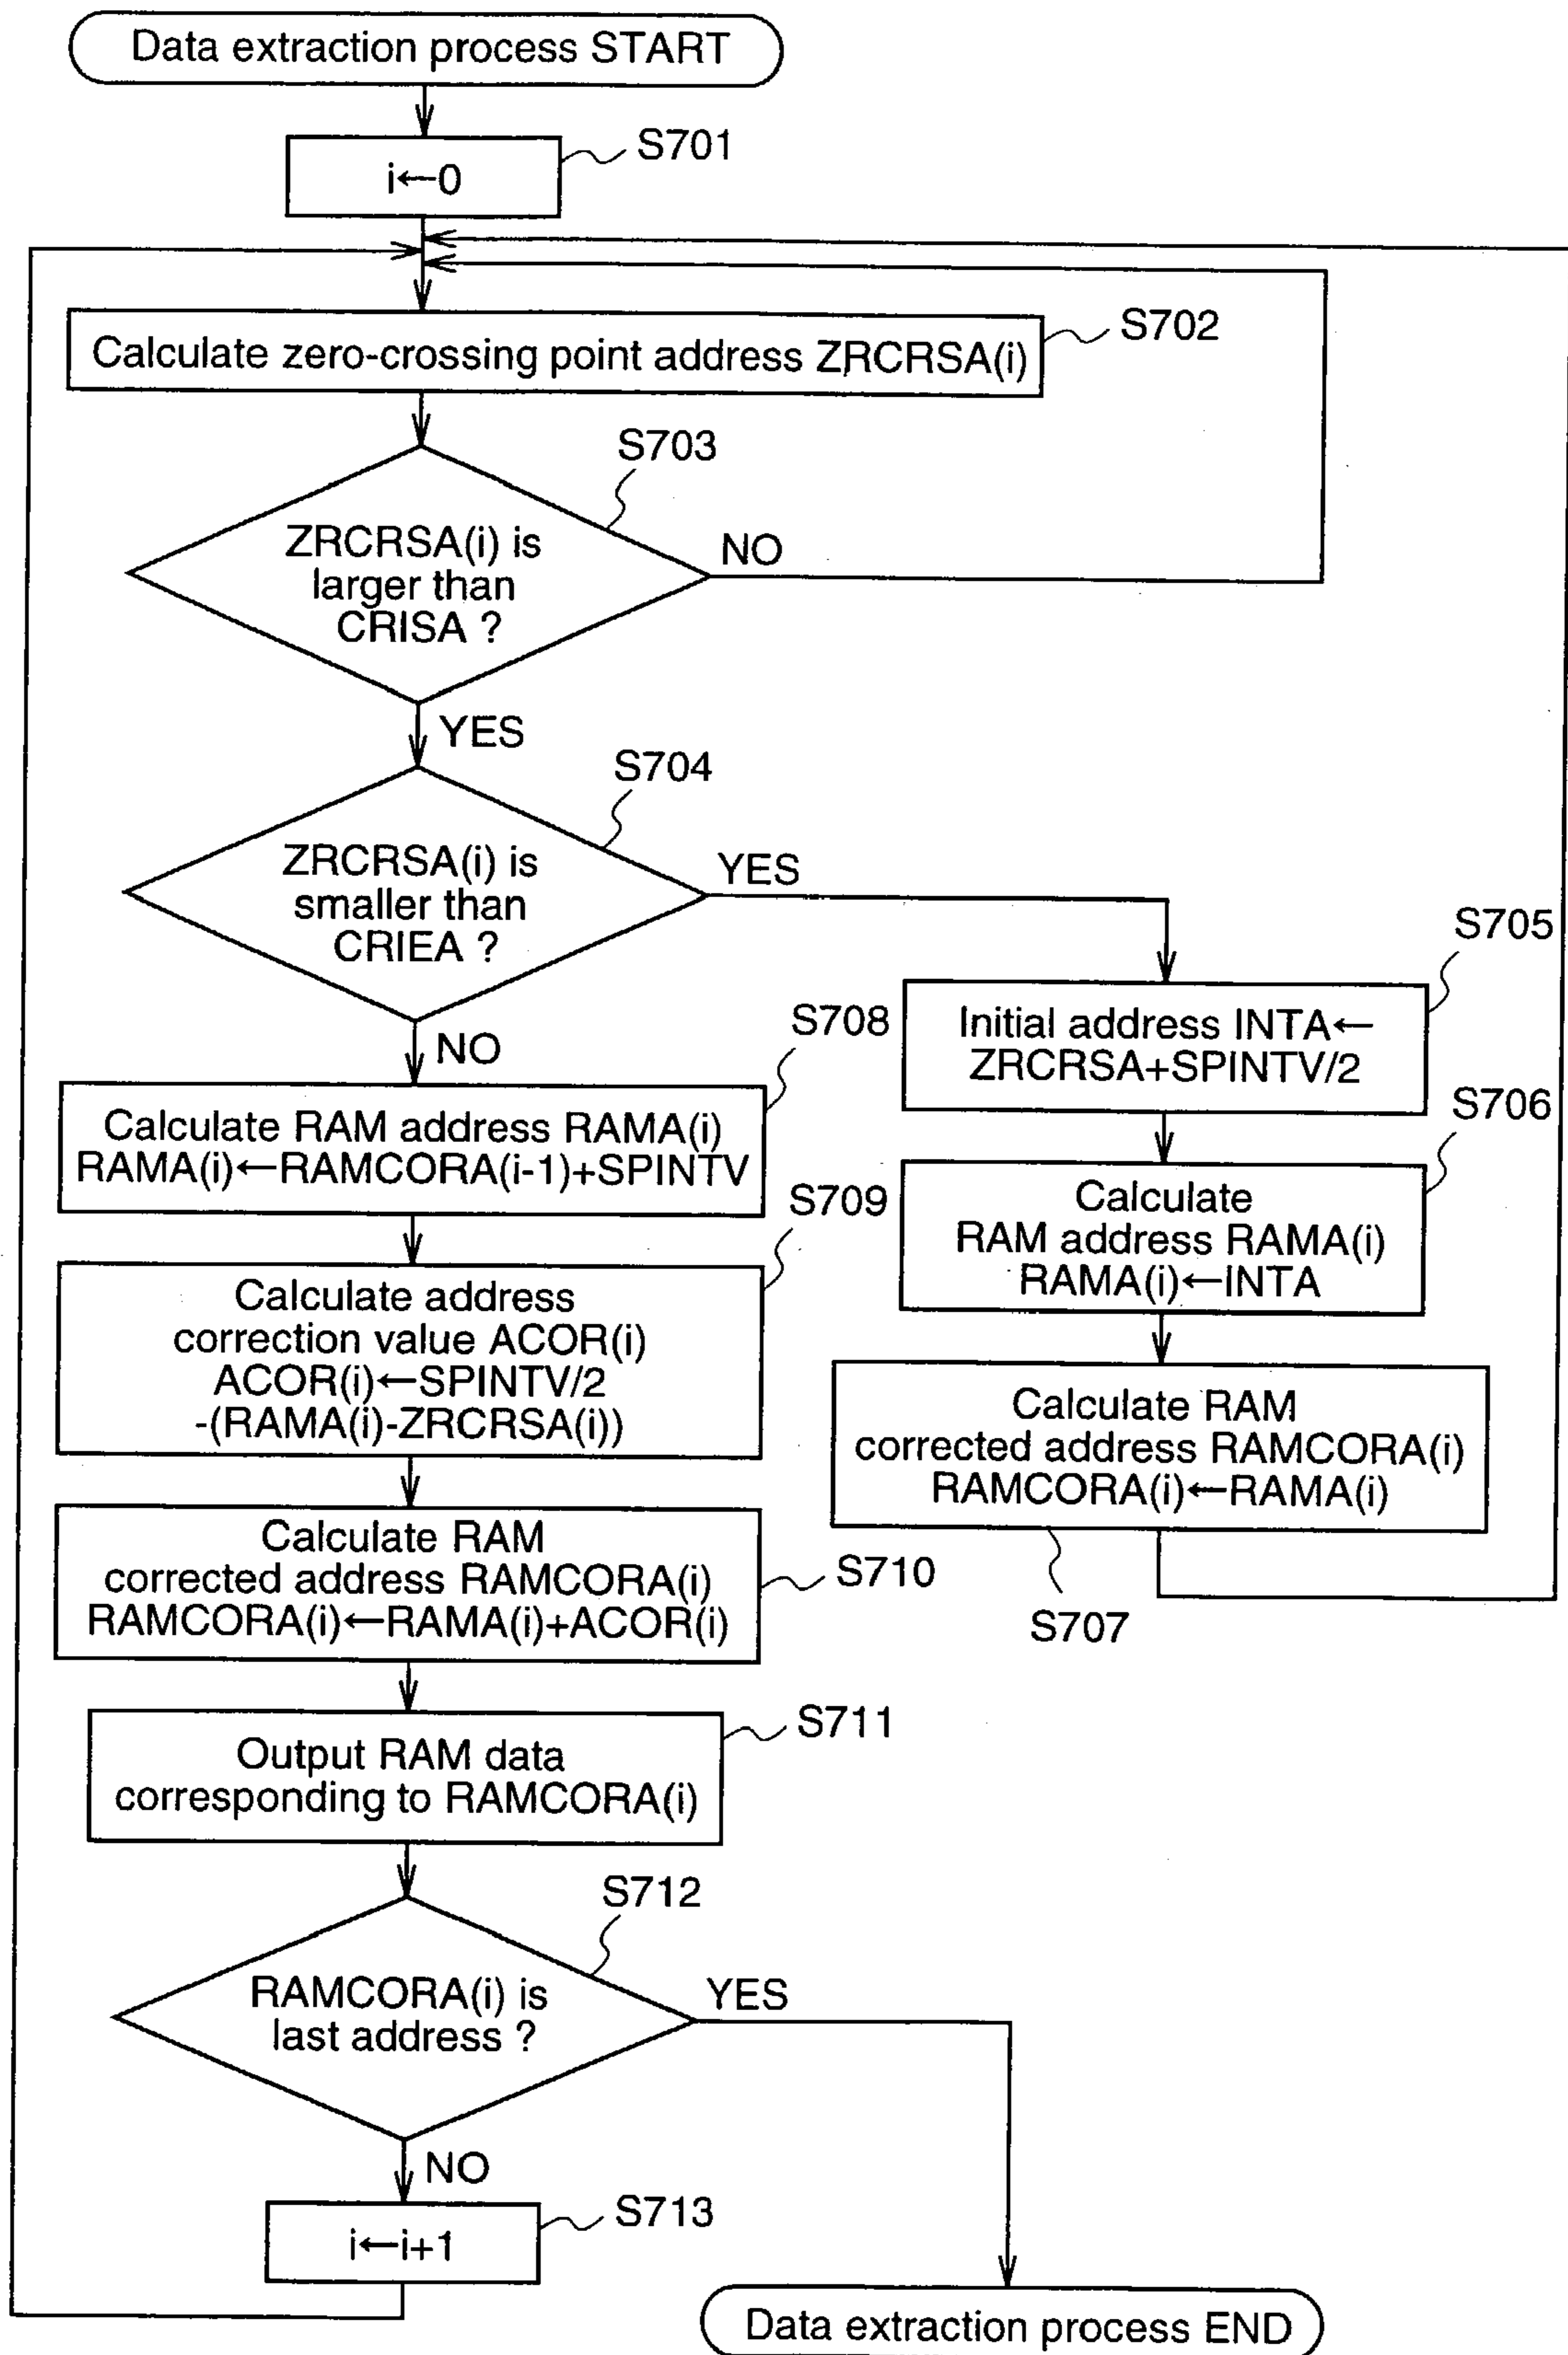 Data extraction process START
S701
i←0
S702
Calculate zero-crossing point address ZRCRSA(i)
S703
ZRCRSA(i) is
larger than
CRISA ?
NO
YES
S704
ZRCRSA(i) is
smaller than
CRIEA ?
YES
NO
S705
Initial address INTA←
ZRCRSA+SPINTV/2
S706
Calculate
RAM address RAMA(i)
RAMA(i)←INTA
Calculate RAM
corrected address RAMCORA(i)
RAMCORA(i)←RAMA(i)
S707
S708
Calculate RAM address RAMA(i)
RAMA(i)←RAMCORA(i-1)+SPINTV
S709
Calculate address
correction value ACOR(i)
ACOR(i)←SPINTV/2
-(RAMA(i)-ZRCRSA(i))
S710
Calculate RAM
corrected address RAMCORA(i)
RAMCORA(i)←RAMA(i)+ACOR(i)
S711
Output RAM data
corresponding to RAMCORA(i)
S712
RAMCORA(i) is
last address ?
YES
NO
S713
i←i+1
Data extraction process END